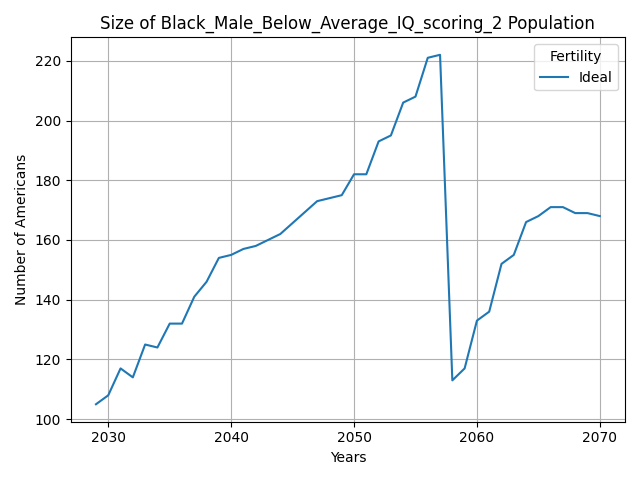 Size of Black_Male_Below_Average_IQ_scoring_2 Population
Fertility
Ideal
Number of Americans
220
200
180
160
140
120
100
2030 2040 2050 2060 2070
Years